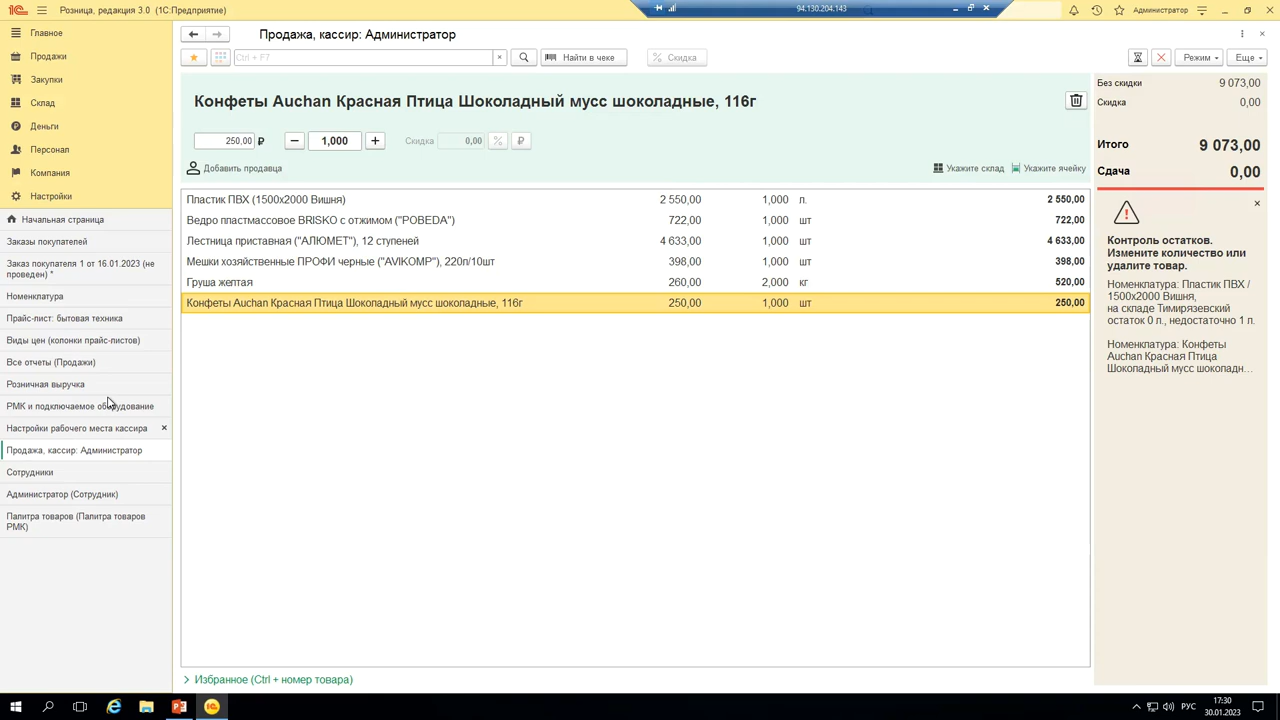 1С Розница, редакция 3.0 (1С:Предприятие)
94.130.204.143
Администратор
Главное
Продажи
Закупки
Склад
Деньги
Персонал
Компания
Настройки
Начальная страница
Заказы покупателей
Заказ покупателя 1 от 16.01.2023 (не
проведен) *
Номенклатура
Прайс-лист: бытовая техника
Виды цен (колонки прайс-листов)
Все отчеты (Продажи)
Розничная выручка
РМК и подключаемое оборудование
Настройки рабочего места кассира
Продажа, кассир: Администратор
Сотрудники
Администратор (Сотрудник)
Палитра товаров (Палитра товаров
РМК)
Продажа, кассир: Администратор
Ctrl + F7
Найти в чеке
% Скидка
Режим
Еще
Конфеты Auchan Красная Птица Шоколадный мусс шоколадные, 116г
250,00 ₽ − 1,000 + Скидка 0,00 % ₽
Добавить продавца
Укажите склад
Укажите ячейку
Пластик ПВХ (1500x2000 Вишня) 2 550,00 1,000 л. 2 550,00
Ведро пластмассовое BRISKO с отжимом ("POBEDA") 722,00 1,000 шт 722,00
Лестница приставная ("АЛЮМЕТ"), 12 ступеней 4 633,00 1,000 шт 4 633,00
Мешки хозяйственные ПРОФИ черные ("AVIKOMP"), 220л/10шт 398,00 1,000 шт 398,00
Груша желтая 260,00 2,000 кг 520,00
Конфеты Auchan Красная Птица Шоколадный мусс шоколадные, 116г 250,00 1,000 шт 250,00
Избранное (Ctrl + номер товара)
Без скидки 9 073,00
Скидка 0,00
Итого 9 073,00
Сдача 0,00
Контроль остатков.
Измените количество или
удалите товар.
Номенклатура: Пластик ПВХ /
1500x2000 Вишня,
на складе Тимирязевский
остаток 0 л., недостаточно 1 л.
Номенклатура: Конфеты
Auchan Красная Птица
Шоколадный мусс шоколадн...
РУС
17:30
30.01.2023